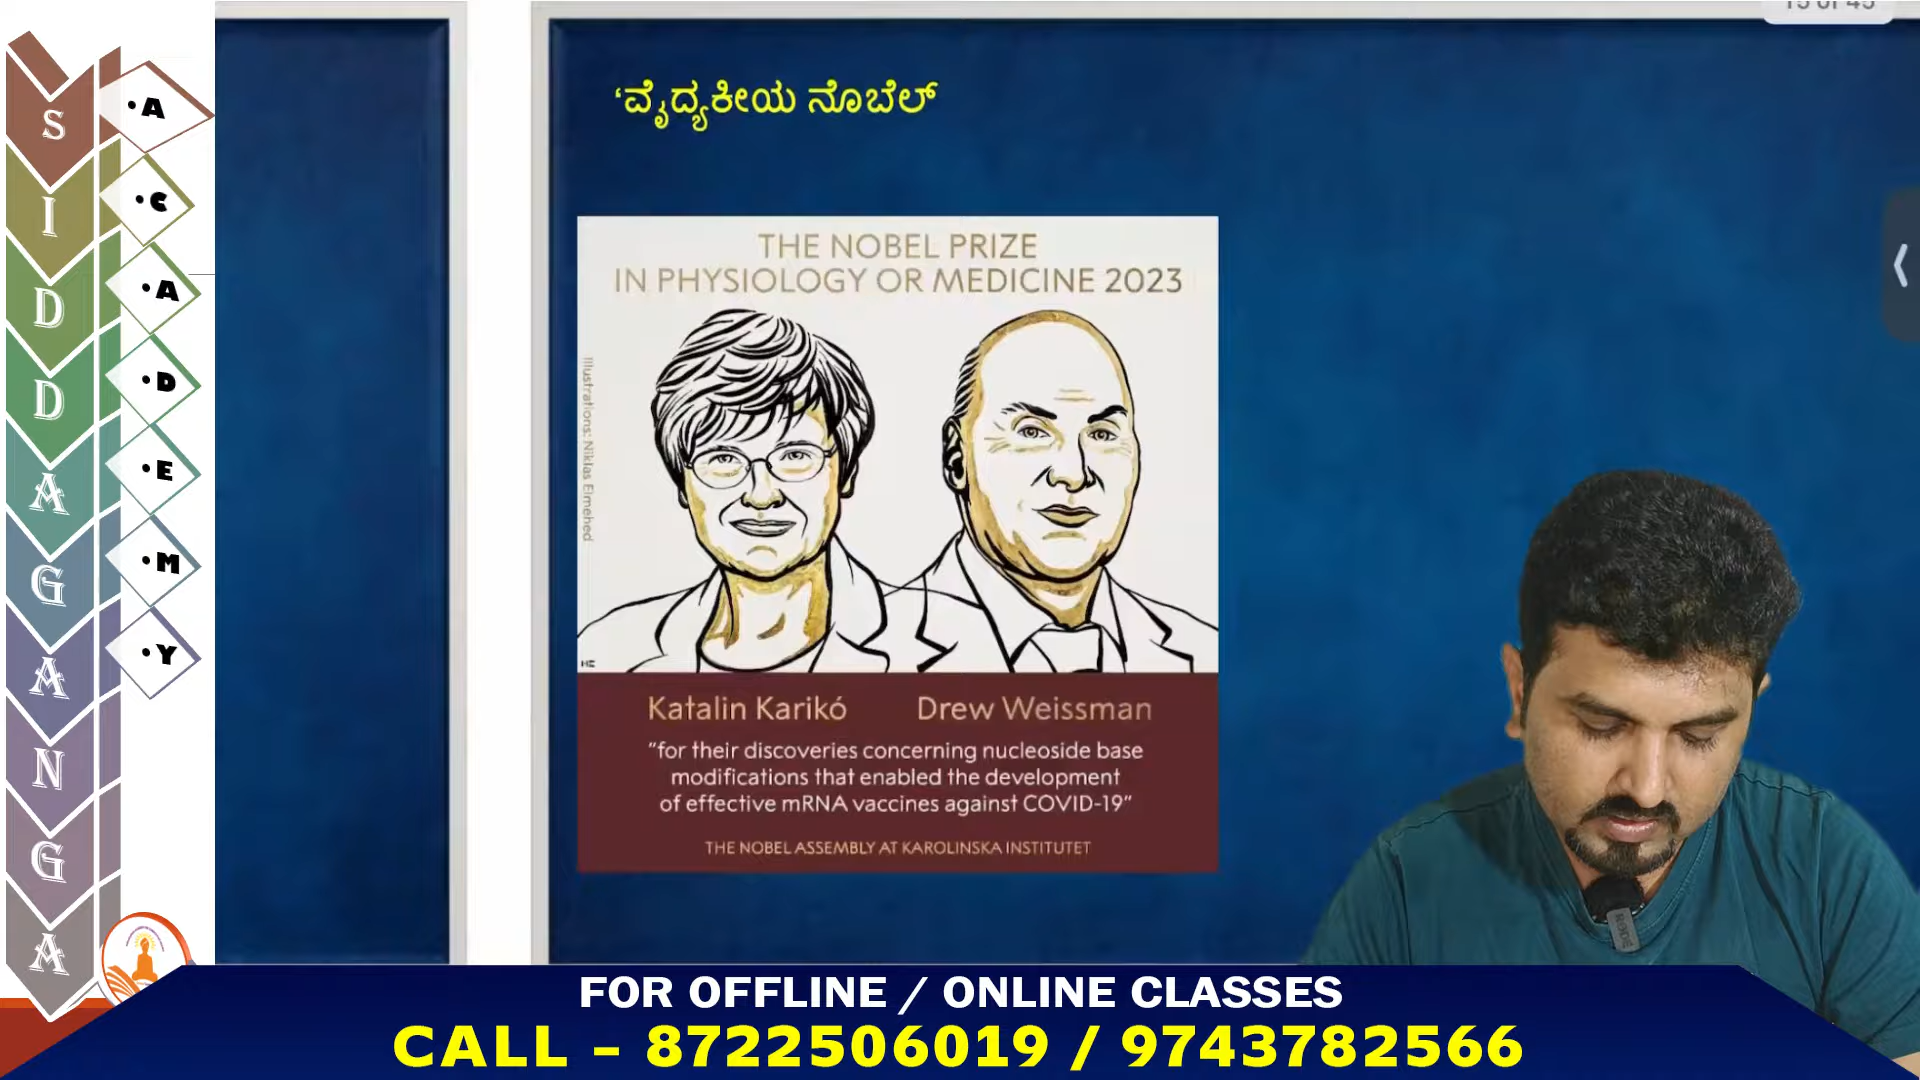 SIDDAGANGA
•A
•C
•A
•D
•E
•M
•Y
‘ವೈದ್ಯಕೀಯ ನೊಬೆಲ್
THE NOBEL PRIZE
IN PHYSIOLOGY OR MEDICINE 2023
Illustrations: Niklas Elmehed
Katalin Karikó
Drew Weissman
"for their discoveries concerning nucleoside base
modifications that enabled the development
of effective mRNA vaccines against COVID-19"
THE NOBEL ASSEMBLY AT KAROLINSKA INSTITUTET
RODE
FOR OFFLINE / ONLINE CLASSES
CALL – 8722506019 / 9743782566